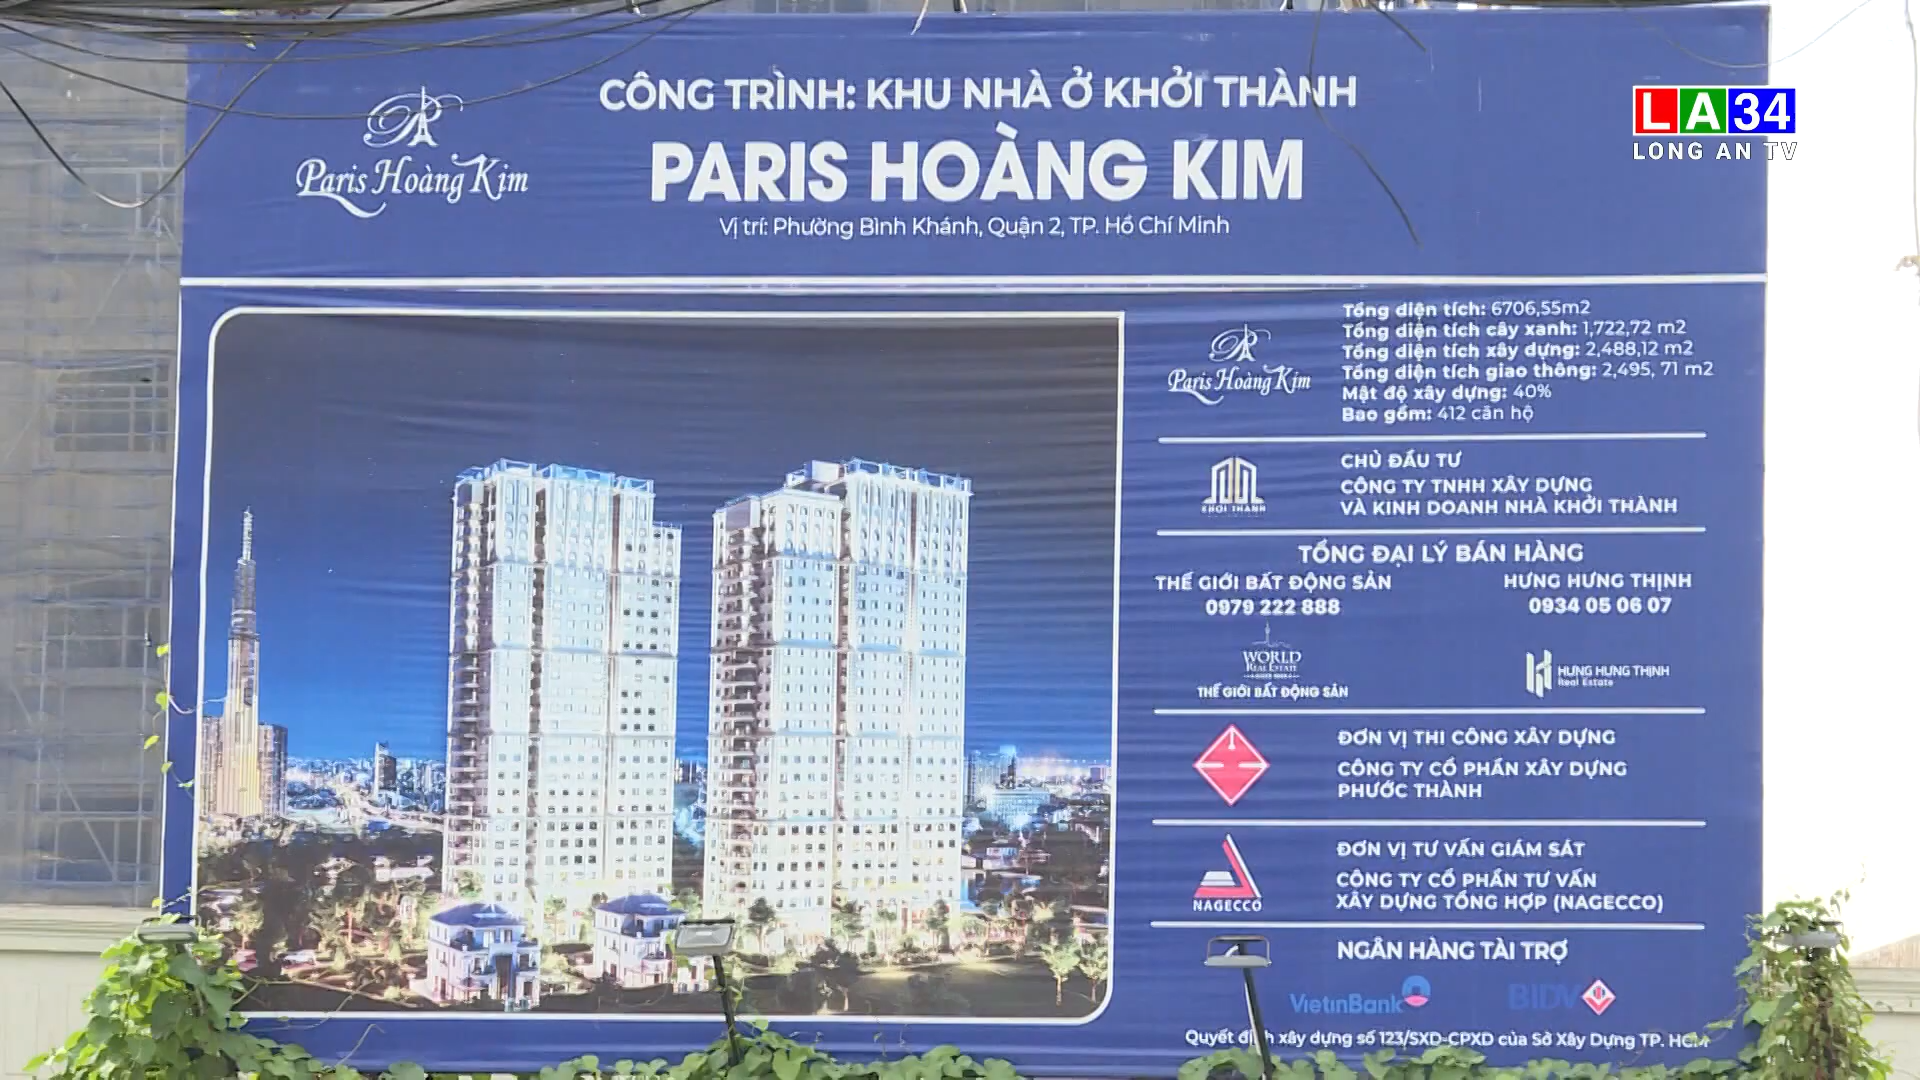 CÔNG TRÌNH: KHU NHÀ Ở KHỞI THÀNH
PARIS HOÀNG KIM
Vị trí: Phường Bình Khánh, Quận 2, TP. Hồ Chí Minh
Paris Hoàng Kim
LA34
LONG AN TV
Paris Hoàng Kim
Tổng diện tích: 6706,55m2
Tổng diện tích cây xanh: 1,722,72 m2
Tổng diện tích xây dựng: 2,488,12 m2
Tổng diện tích giao thông: 2,495, 71 m2
Mật độ xây dựng: 40%
Bao gồm: 412 căn hộ
KHỞI THÀNH
CHỦ ĐẦU TƯ
CÔNG TY TNHH XÂY DỰNG
VÀ KINH DOANH NHÀ KHỞI THÀNH
TỔNG ĐẠI LÝ BÁN HÀNG
THẾ GIỚI BẤT ĐỘNG SẢN
0979 222 888
HƯNG HƯNG THỊNH
0934 05 06 07
WORLD
REAL ESTATE
THẾ GIỚI BẤT ĐỘNG SẢN
HƯNG HƯNG THỊNH
Real Estate
ĐƠN VỊ THI CÔNG XÂY DỰNG
CÔNG TY CỔ PHẦN XÂY DỰNG
PHƯỚC THÀNH
NAGECCO
ĐƠN VỊ TƯ VẤN GIÁM SÁT
CÔNG TY CỔ PHẦN TƯ VẤN
XÂY DỰNG TỔNG HỢP (NAGECCO)
NGÂN HÀNG TÀI TRỢ
VietinBank
BIDV
Quyết định xây dựng số 123/SXD-CPXD của Sở Xây Dựng TP. HCM